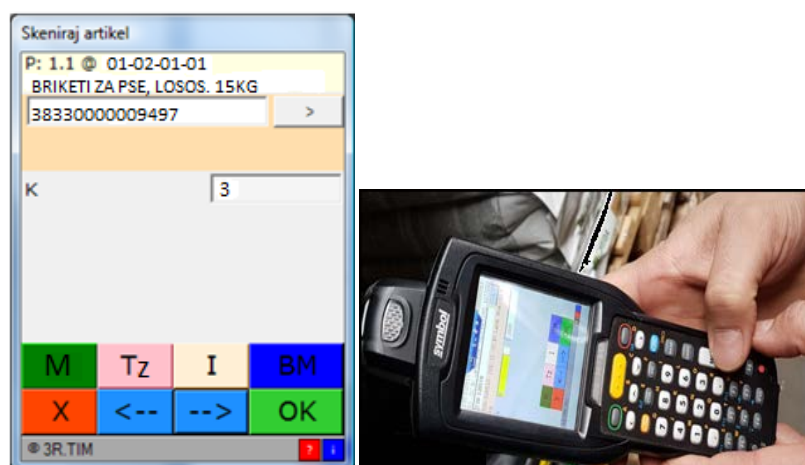 Skeniraj artikel
P: 1.1 @ 01-02-01-01
BRIKETI ZA PSE, LOSOS. 15KG
38330000009497 >
K 3
M Tz I BM
X <-- --> OK
© 3R.TIM ? i
symbol